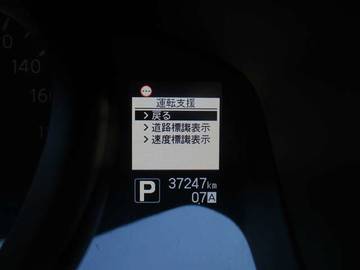 140
運転支援
> 戻る
> 道路標識表示
> 速度標識表示
P
37247km
07A